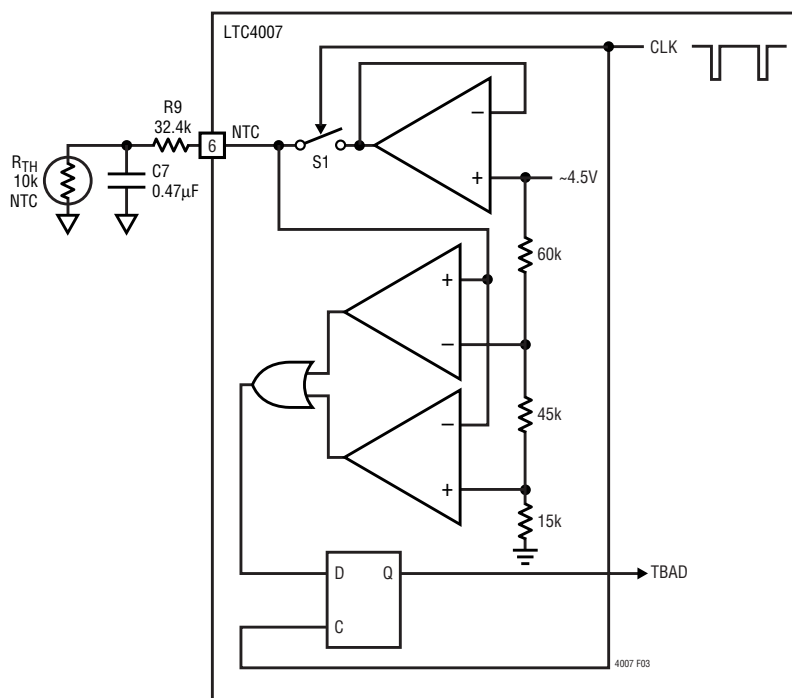 LTC4007
CLK
R9
32.4k
6
NTC
S1
RTH
10k
NTC
C7
0.47µF
–
+
~4.5V
60k
+
–
45k
–
+
15k
D
Q
TBAD
C
4007 F03